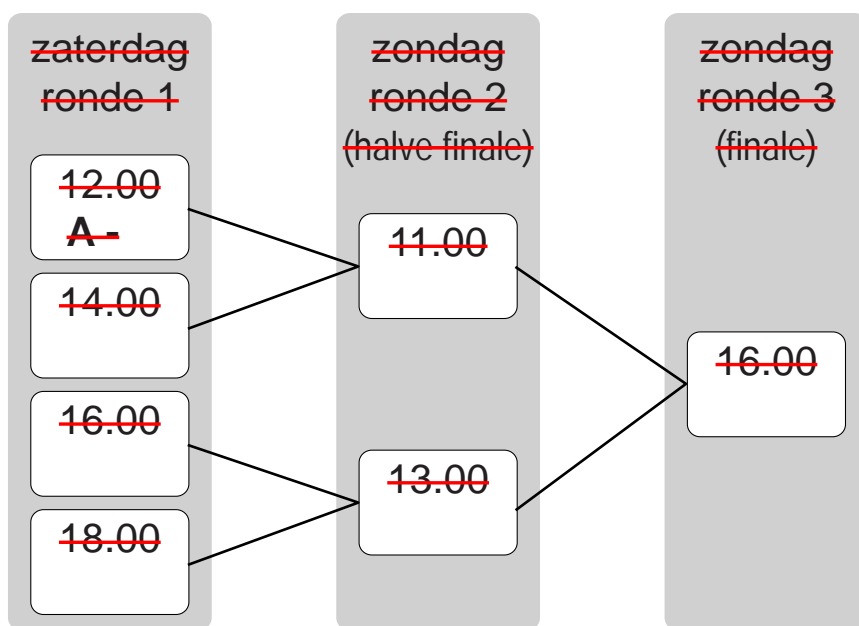 zaterdag
ronde 1
12.00
A -
14.00
16.00
18.00
zondag
ronde 2
(halve finale)
11.00
13.00
zondag
ronde 3
(finale)
16.00